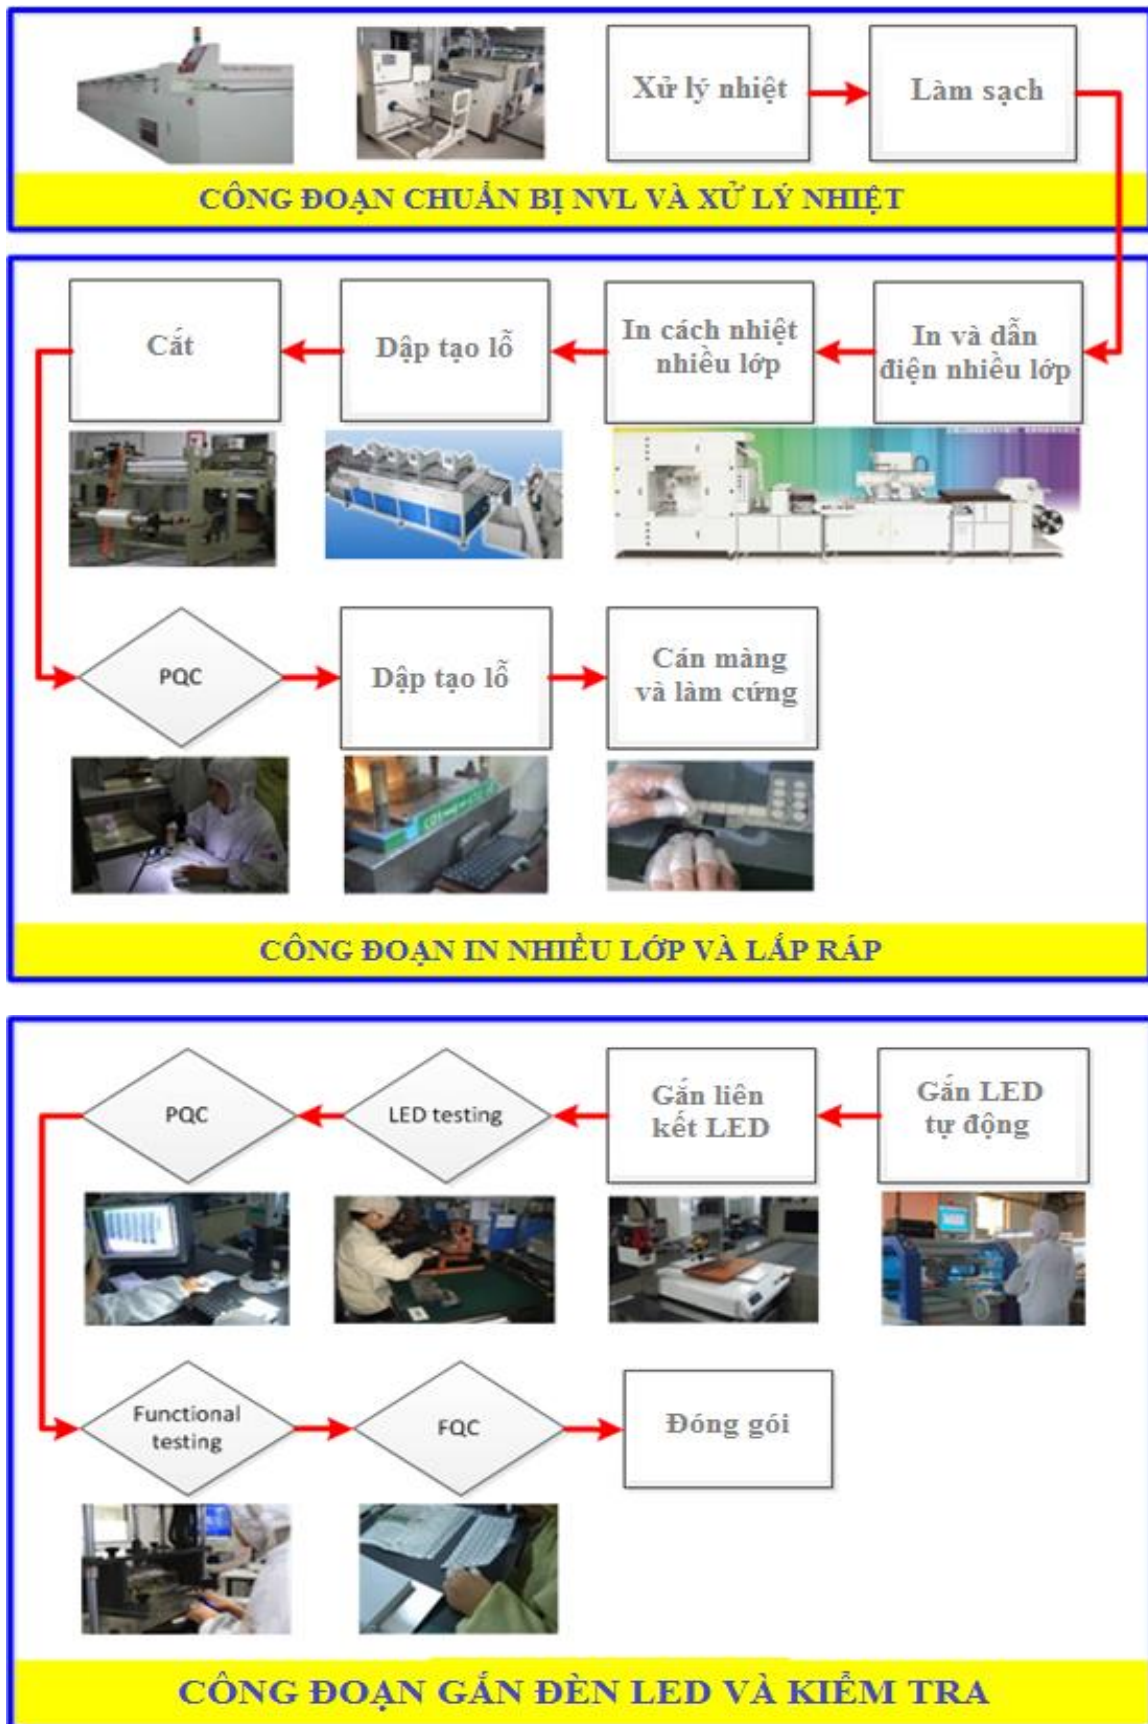 Xử lý nhiệt
Làm sạch
CÔNG ĐOẠN CHUẨN BỊ NVL VÀ XỬ LÝ NHIỆT
Cắt
Dập tạo lỗ
In cách nhiệt
nhiều lớp
In và dẫn
điện nhiều lớp
PQC
Dập tạo lỗ
Cán màng
và làm cứng
CÔNG ĐOẠN IN NHIỀU LỚP VÀ LẮP RÁP
PQC
LED testing
Gắn liên
kết LED
Gắn LED
tự động
Functional
testing
FQC
Đóng gói
CÔNG ĐOẠN GẮN ĐÈN LED VÀ KIỂM TRA